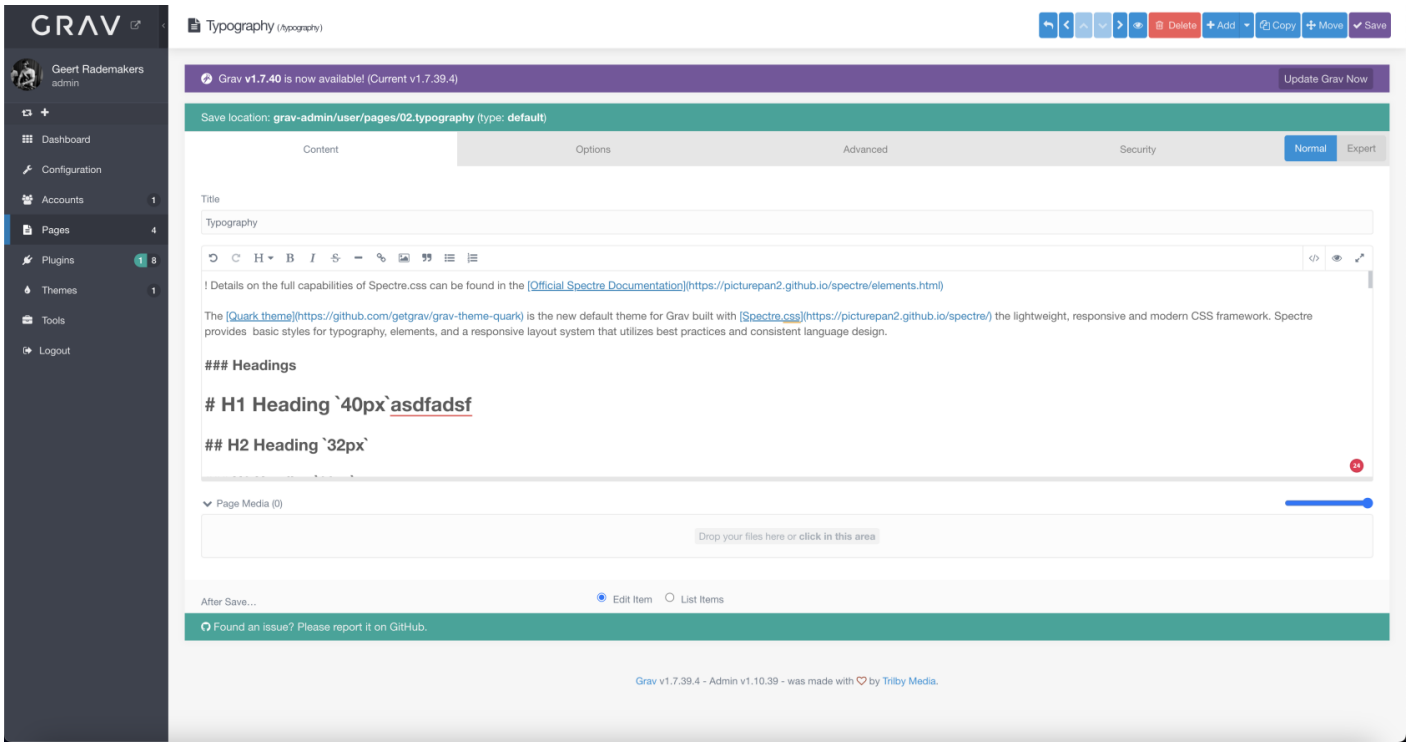 GRAV
Typography (/typography)
Delete
Add
Copy
Move
Save
Geert Rademakers
admin
Grav v1.7.40 is now available! (Current v1.7.39.4)
Update Grav Now
Save location: grav-admin/user/pages/02.typography (type: default)
Dashboard
Configuration
Accounts 1
Pages 4
Plugins 1 8
Themes 1
Tools
Logout
Content
Options
Advanced
Security
Normal
Expert
Title
Typography
H B I S
! Details on the full capabilities of Spectre.css can be found in the [Official Spectre Documentation](https://picturepan2.github.io/spectre/elements.html)
The [Quark theme](https://github.com/getgrav/grav-theme-quark) is the new default theme for Grav built with [Spectre.css](https://picturepan2.github.io/spectre/) the lightweight, responsive and modern CSS framework. Spectre
provides  basic styles for typography, elements, and a responsive layout system that utilizes best practices and consistent language design.
### Headings
# H1 Heading `40px`asdfadsf
## H2 Heading `32px`
24
Page Media (0)
Drop your files here or click in this area
After Save...
Edit Item
List Items
Found an issue? Please report it on GitHub.
Grav v1.7.39.4 - Admin v1.10.39 - was made with ♡ by Trilby Media.